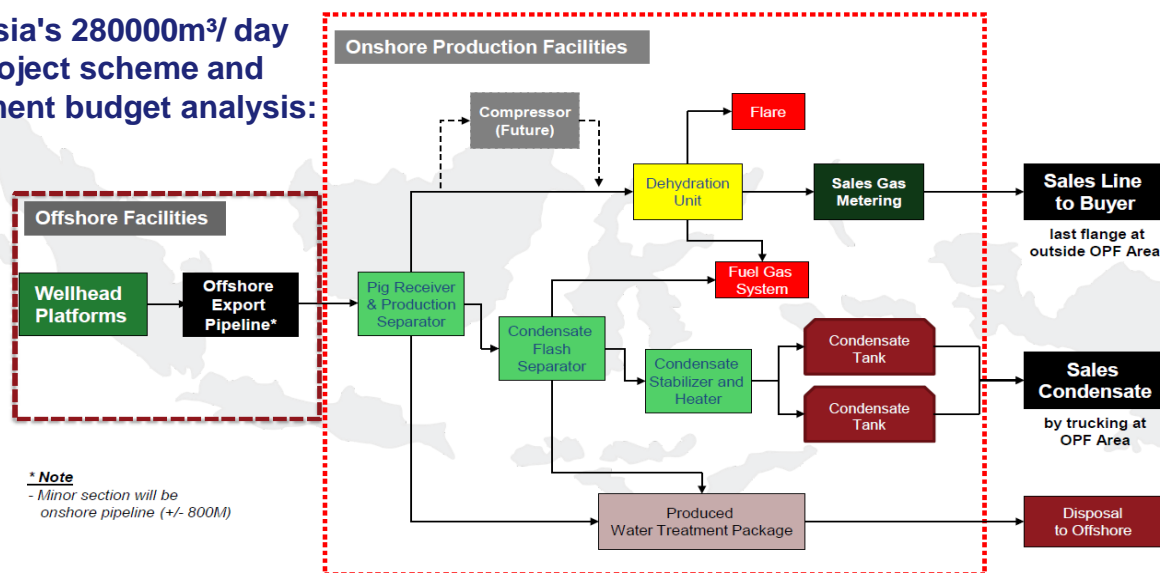 sia's 280000m³/ day
oject scheme and
ment budget analysis:
Onshore Production Facilities
Compressor
(Future)
Flare
Dehydration
Unit
Sales Gas
Metering
Sales Line
to Buyer
last flange at
outside OPF Area
Offshore Facilities
Wellhead
Platforms
Offshore
Export
Pipeline*
Pig Receiver
& Production
Separator
Fuel Gas
System
Condensate
Flash
Separator
Condensate
Stabilizer and
Heater
Condensate
Tank
Condensate
Tank
Sales
Condensate
by trucking at
OPF Area
* Note
- Minor section will be
onshore pipeline (+/- 800M)
Produced
Water Treatment Package
Disposal
to Offshore